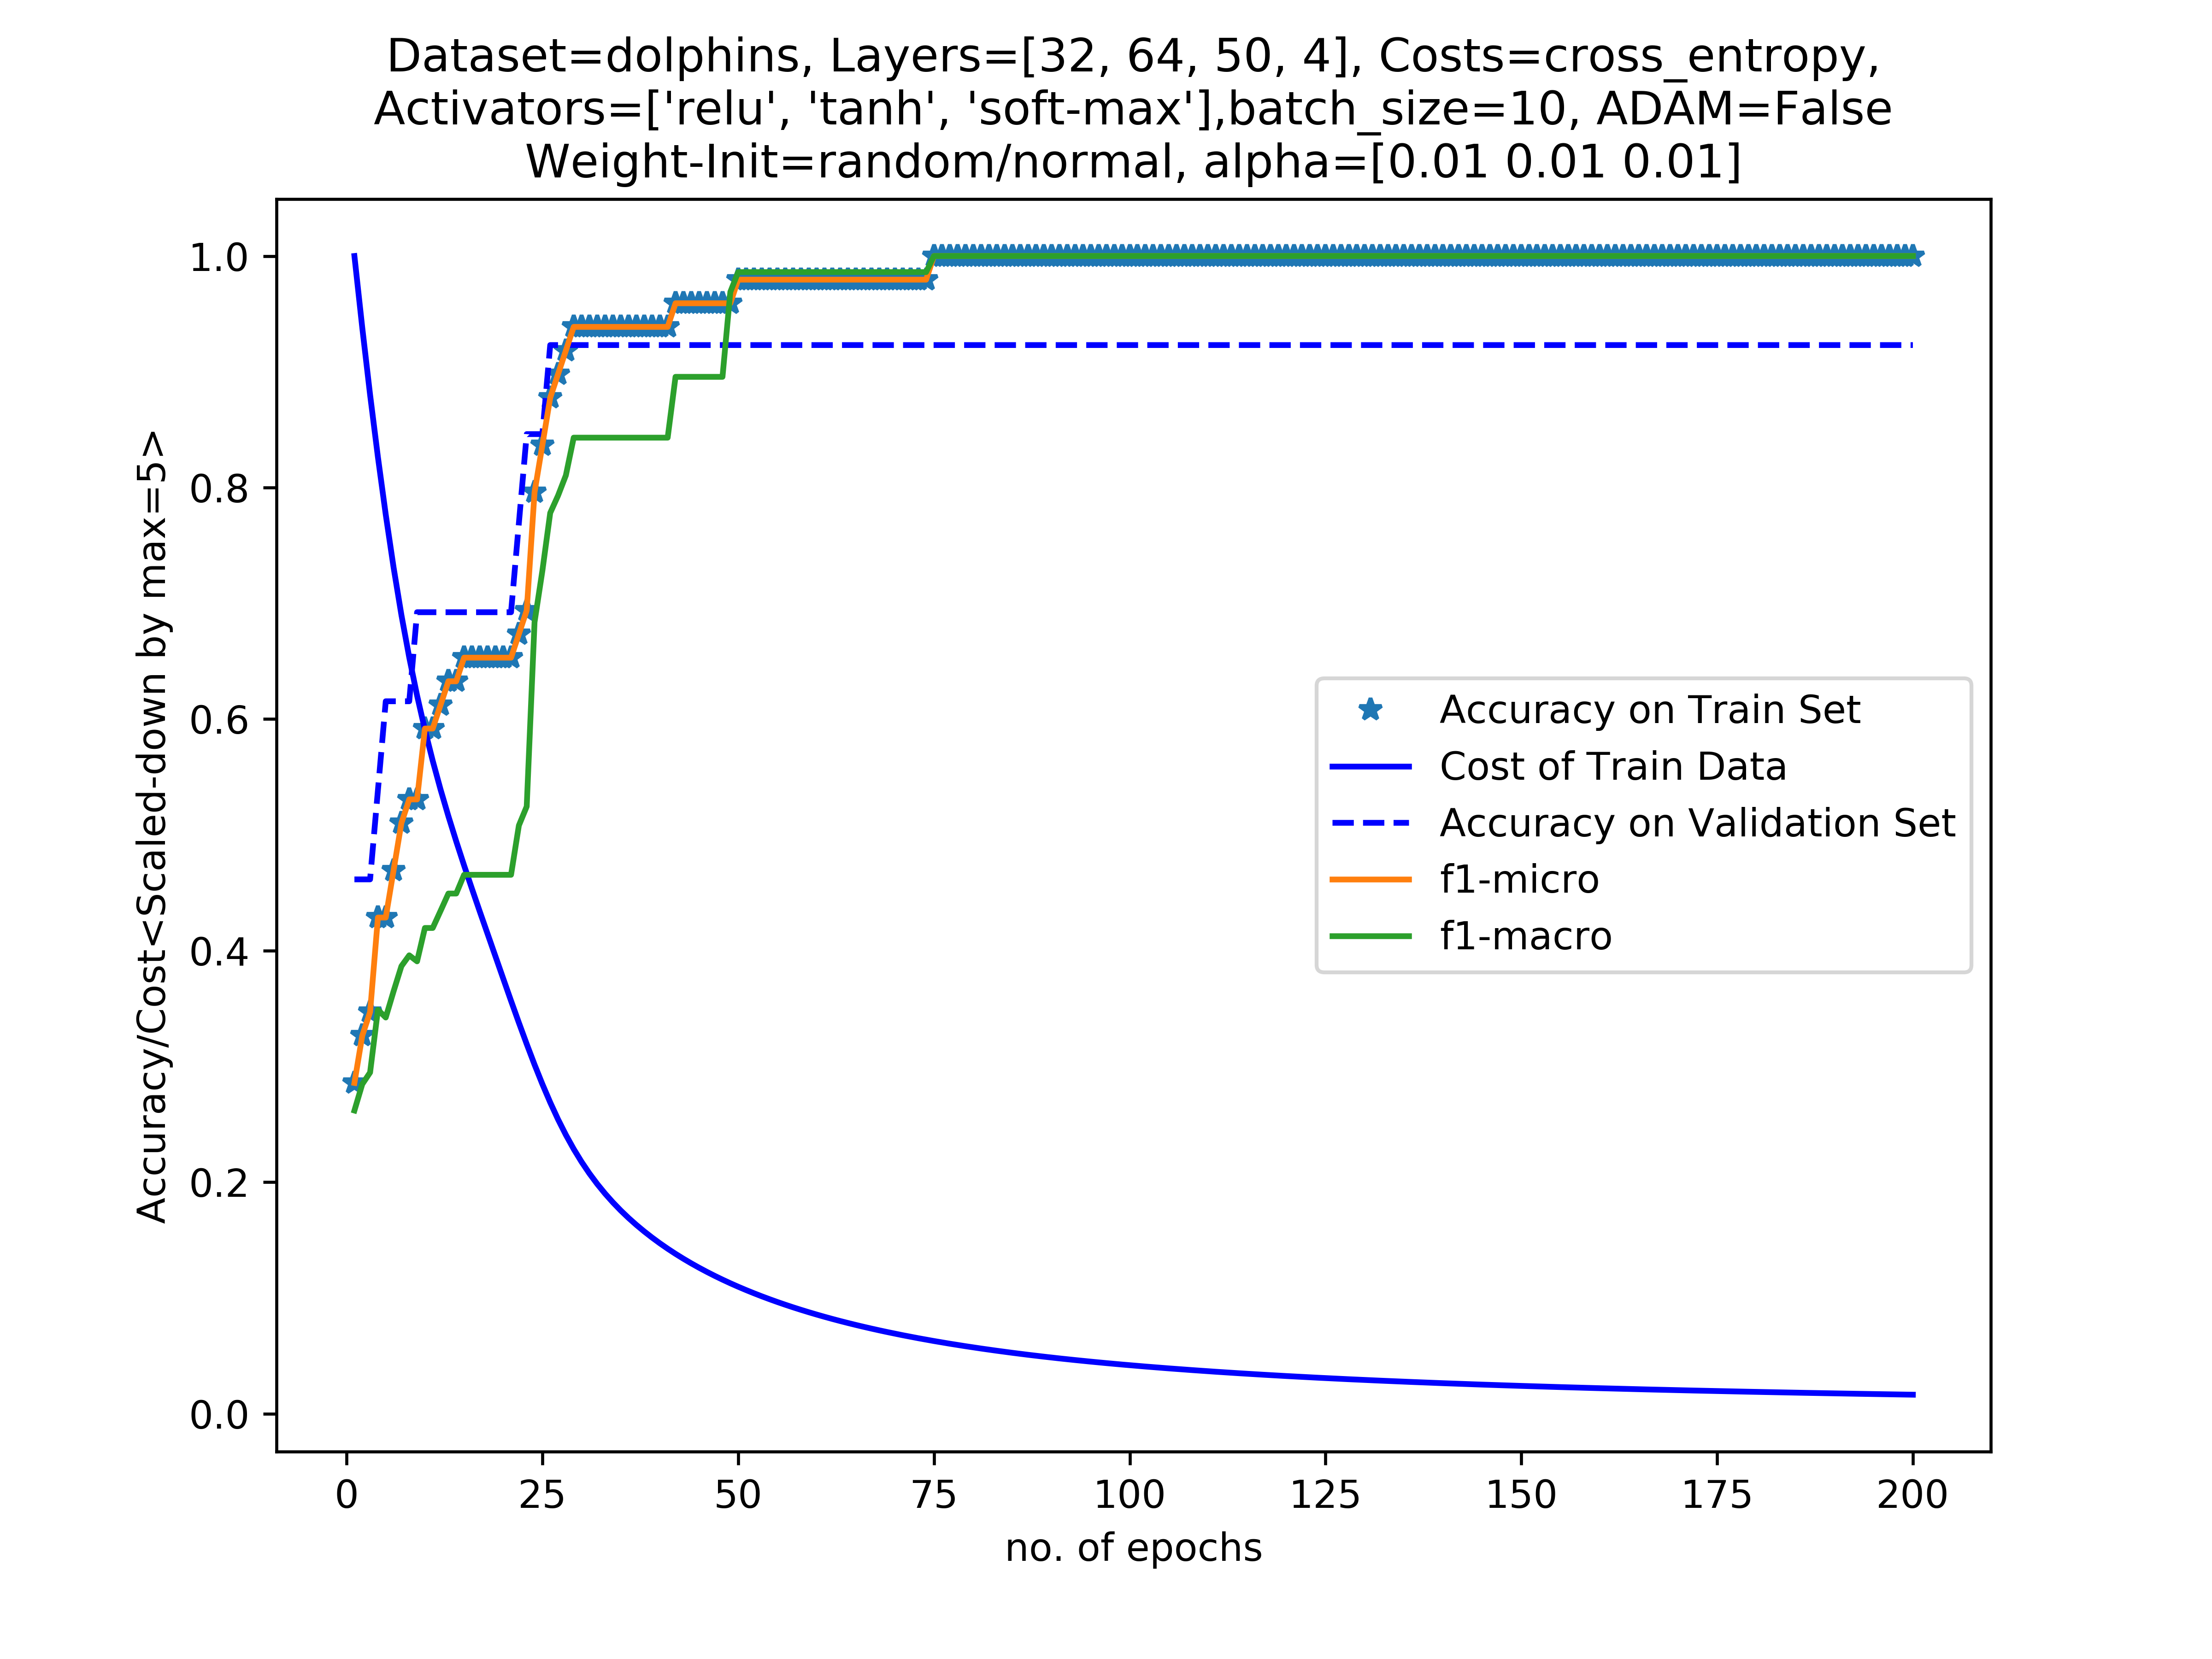 Dataset=dolphins, Layers=[32, 64, 50, 4], Costs=cross_entropy,
Activators=['relu', 'tanh', 'soft-max'],batch_size=10, ADAM=False
Weight-Init=random/normal, alpha=[0.01 0.01 0.01]
Accuracy/Cost<Scaled-down by max=5>
1.0
0.8
0.6
0.4
0.2
0.0
Accuracy on Train Set
Cost of Train Data
Accuracy on Validation Set
f1-micro
f1-macro
0 25 50 75 100 125 150 175 200
no. of epochs